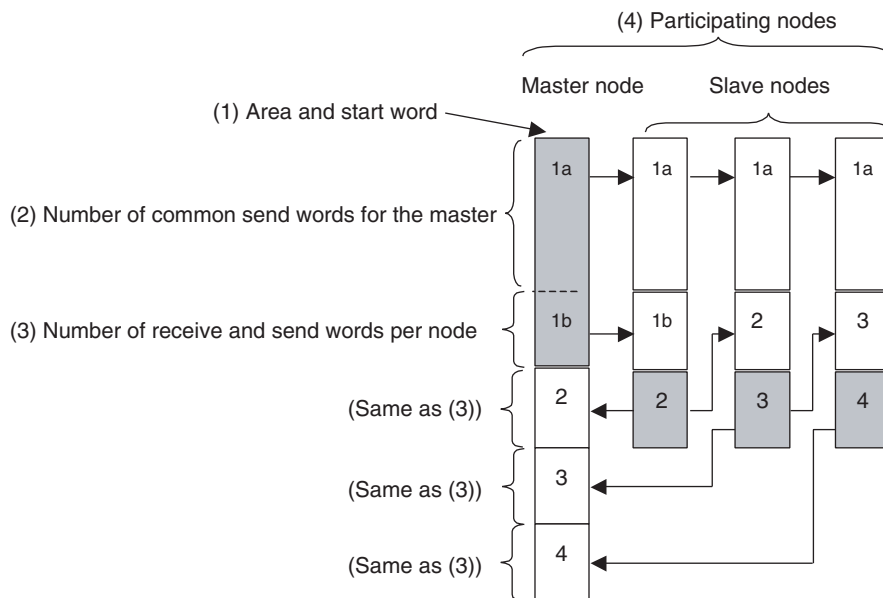 (4) Participating nodes
Master node Slave nodes
(1) Area and start word
1a 1a 1a 1a
(2) Number of common send words for the master
(3) Number of receive and send words per node
1b 1b 2 3
(Same as (3))
2 2 3 4
(Same as (3))
3
(Same as (3))
4